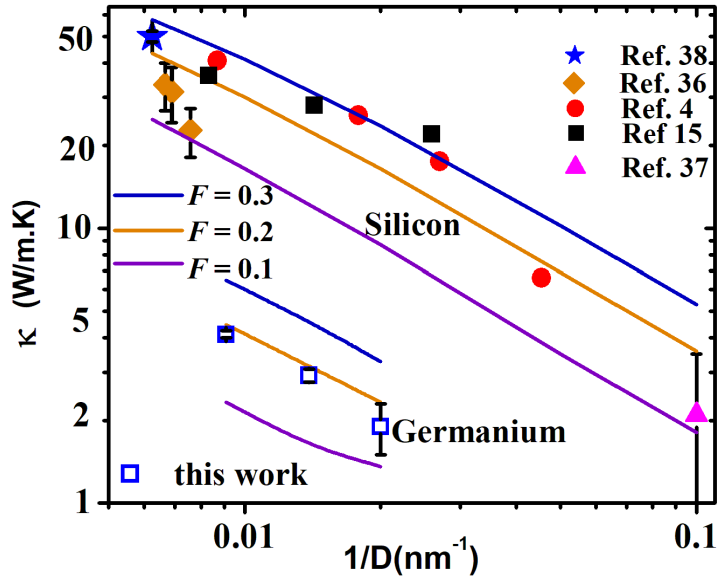 50
20
10
5
2
1
κ (W/m.K)
Ref. 38
Ref. 36
Ref. 4
Ref 15
Ref. 37
F = 0.3
F = 0.2
F = 0.1
Silicon
Germanium
this work
0.01
0.1
1/D(nm⁻¹)